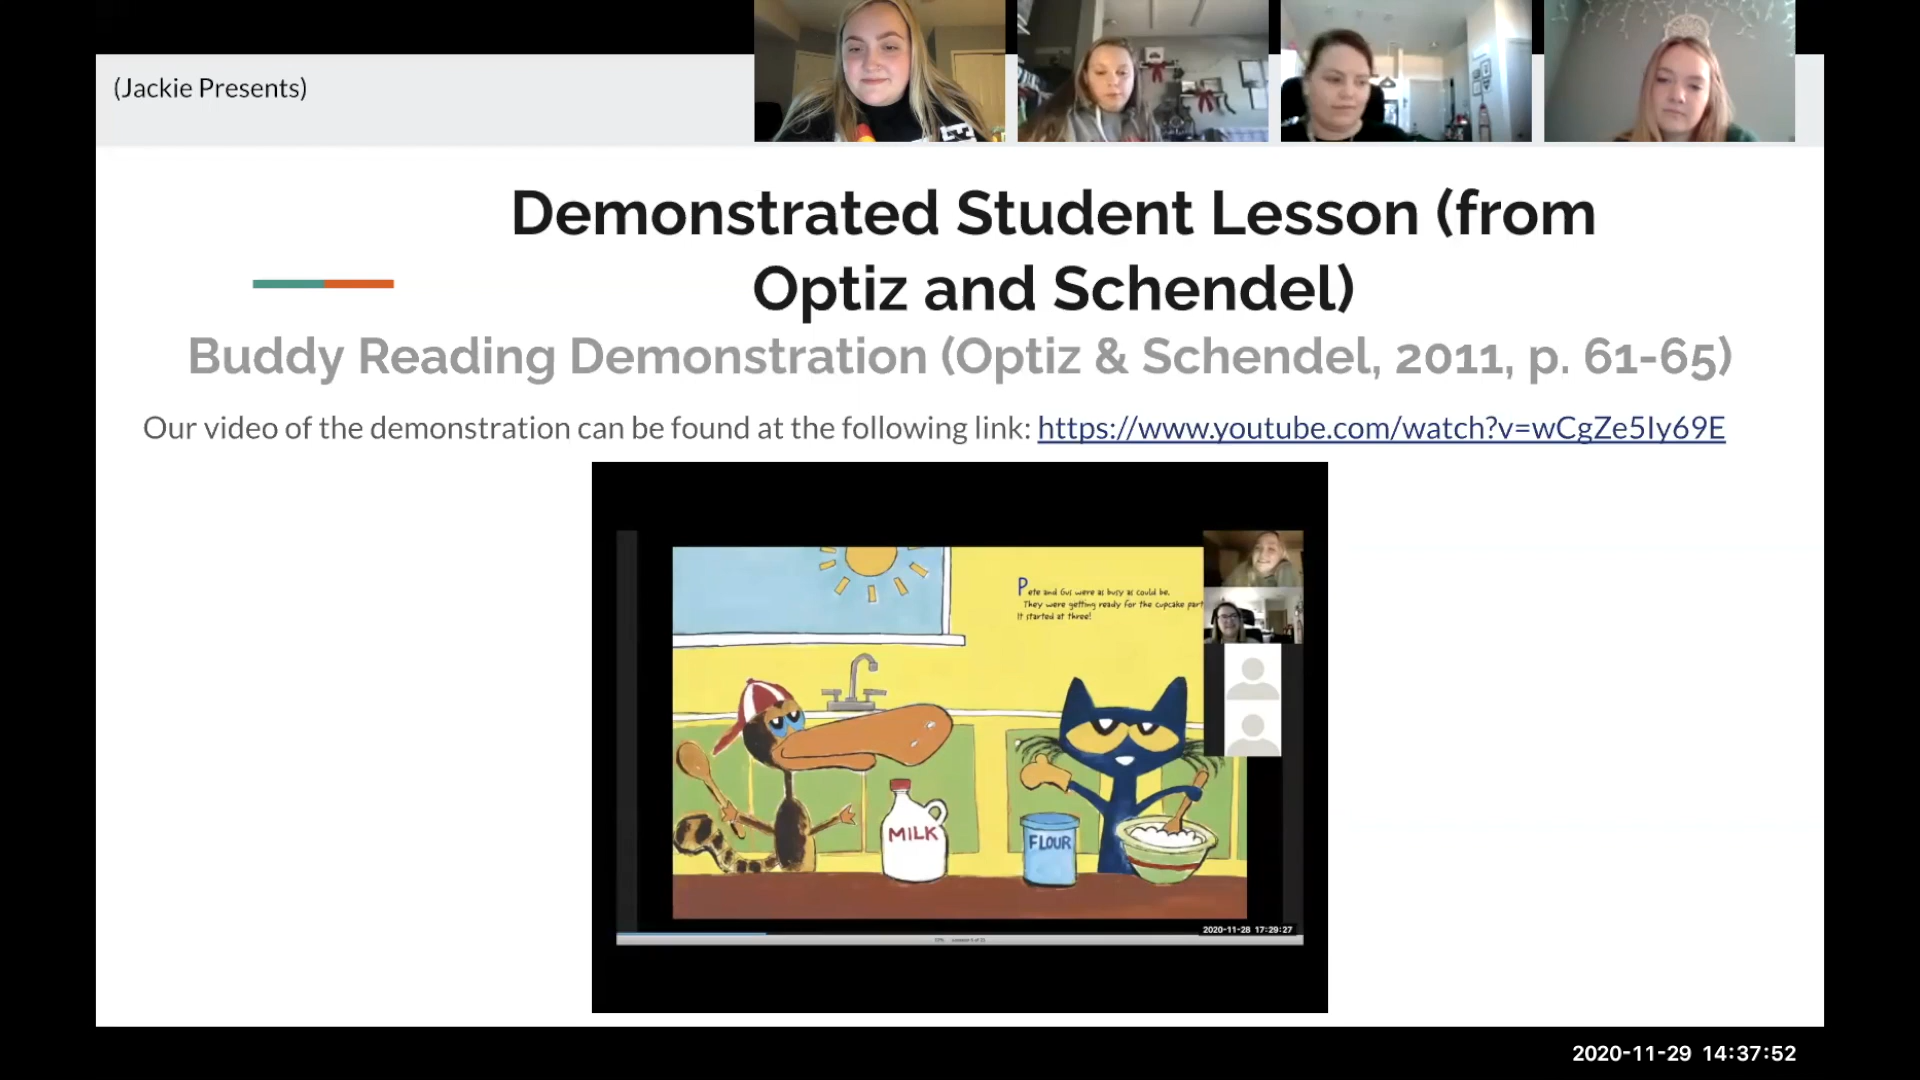 (Jackie Presents)
Demonstrated Student Lesson (from
Optiz and Schendel)
Buddy Reading Demonstration (Optiz & Schendel, 2011, p. 61-65)
Our video of the demonstration can be found at the following link: https://www.youtube.com/watch?v=wCgZe5Iy69E
Pete and Gus were as busy as could be.
They were getting ready for the cupcake part
It started at three!
MILK
FLOUR
2020-11-28 17:29:27
2020-11-29 14:37:52